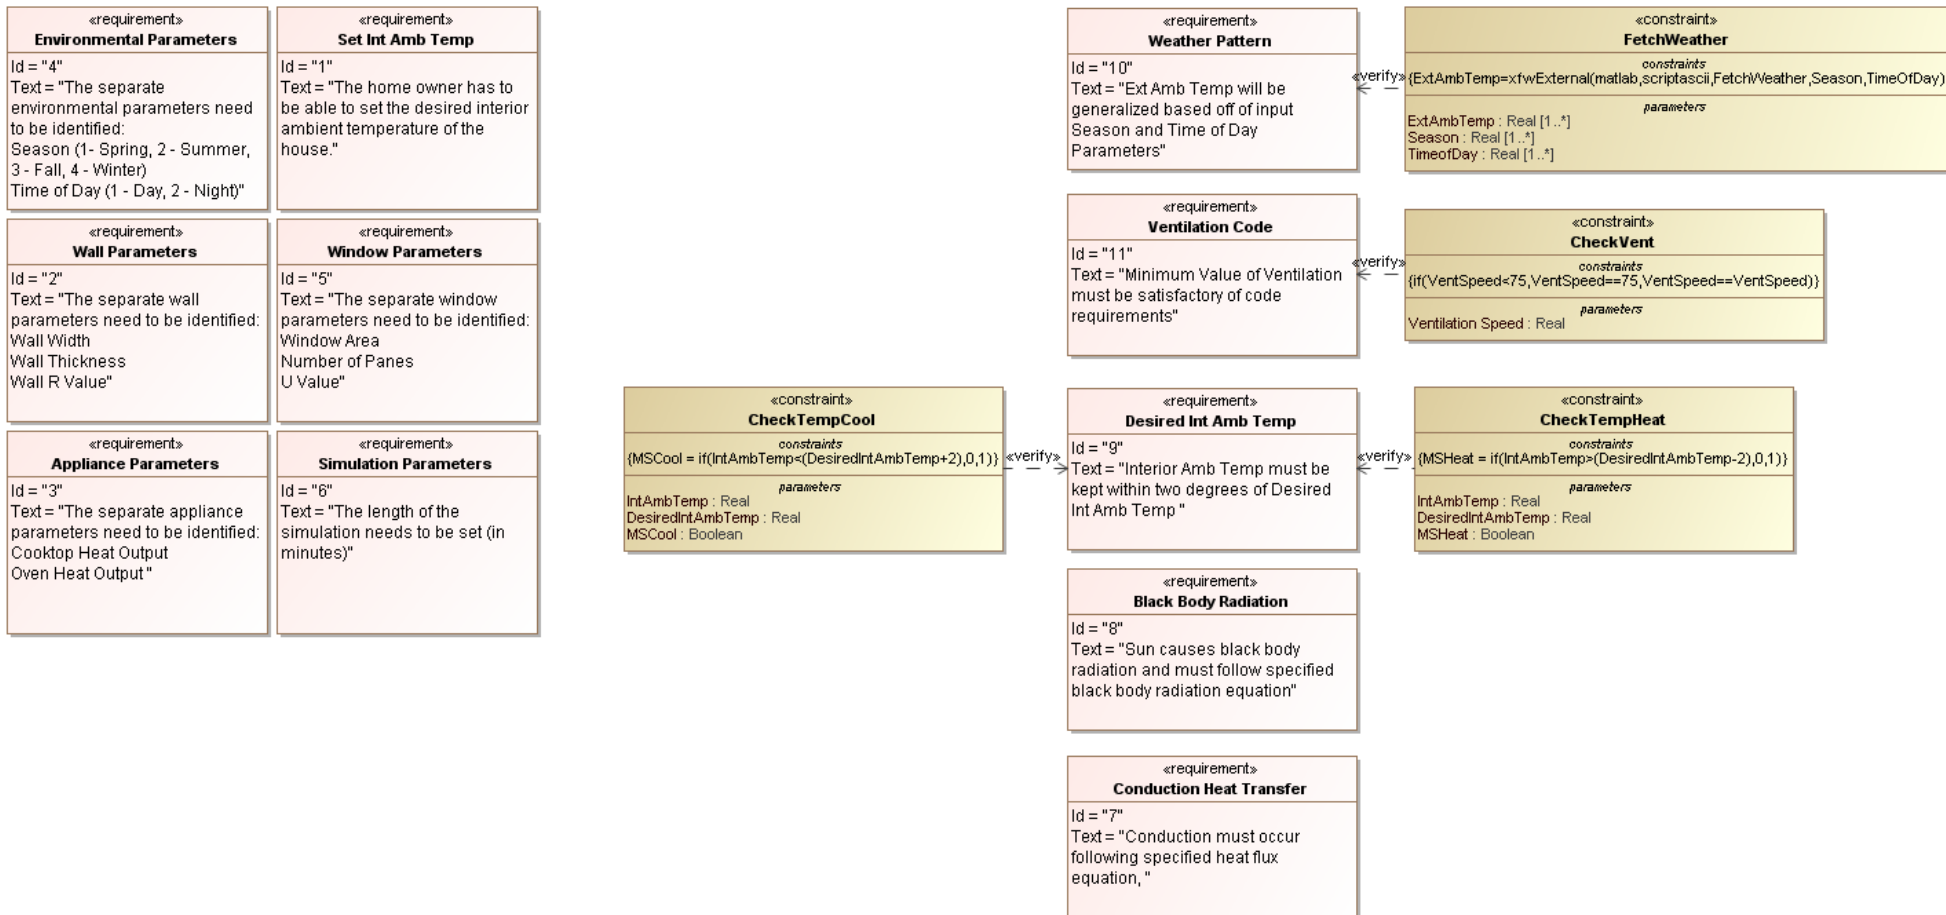 «requirement»
Environmental Parameters
Id = "4"
Text = "The separate
environmental parameters need
to be identified:
Season (1- Spring, 2 - Summer,
3 - Fall, 4 - Winter)
Time of Day (1 - Day, 2 - Night)"
«requirement»
Set Int Amb Temp
Id = "1"
Text = "The home owner has to
be able to set the desired interior
ambient temperature of the
house."
«requirement»
Wall Parameters
Id = "2"
Text = "The separate wall
parameters need to be identified:
Wall Width
Wall Thickness
Wall R Value"
«requirement»
Window Parameters
Id = "5"
Text = "The separate window
parameters need to be identified:
Window Area
Number of Panes
U Value"
«requirement»
Appliance Parameters
Id = "3"
Text = "The separate appliance
parameters need to be identified:
Cooktop Heat Output
Oven Heat Output "
«requirement»
Simulation Parameters
Id = "6"
Text = "The length of the
simulation needs to be set (in
minutes)"
«requirement»
Weather Pattern
Id = "10"
Text = "Ext Amb Temp will be
generalized based off of input
Season and Time of Day
Parameters"
«verify»
«constraint»
FetchWeather
constraints
{ExtAmbTemp=xfwExternal(matlab,scriptascii,FetchWeather,Season,TimeOfDay)}
parameters
ExtAmbTemp : Real [1..*]
Season : Real [1..*]
TimeofDay : Real [1..*]
«requirement»
Ventilation Code
Id = "11"
Text = "Minimum Value of Ventilation
must be satisfactory of code
requirements"
«verify»
«constraint»
CheckVent
constraints
{if(VentSpeed<75,VentSpeed==75,VentSpeed==VentSpeed)}
parameters
Ventilation Speed : Real
«constraint»
CheckTempCool
constraints
{MSCool = if(IntAmbTemp<(DesiredIntAmbTemp+2),0,1)}
parameters
IntAmbTemp : Real
DesiredIntAmbTemp : Real
MSCool : Boolean
«verify»
«requirement»
Desired Int Amb Temp
Id = "9"
Text = "Interior Amb Temp must be
kept within two degrees of Desired
Int Amb Temp "
«verify»
«constraint»
CheckTempHeat
constraints
{MSHeat = if(IntAmbTemp>(DesiredIntAmbTemp-2),0,1)}
parameters
IntAmbTemp : Real
DesiredIntAmbTemp : Real
MSHeat : Boolean
«requirement»
Black Body Radiation
Id = "8"
Text = "Sun causes black body
radiation and must follow specified
black body radiation equation"
«requirement»
Conduction Heat Transfer
Id = "7"
Text = "Conduction must occur
following specified heat flux
equation, "